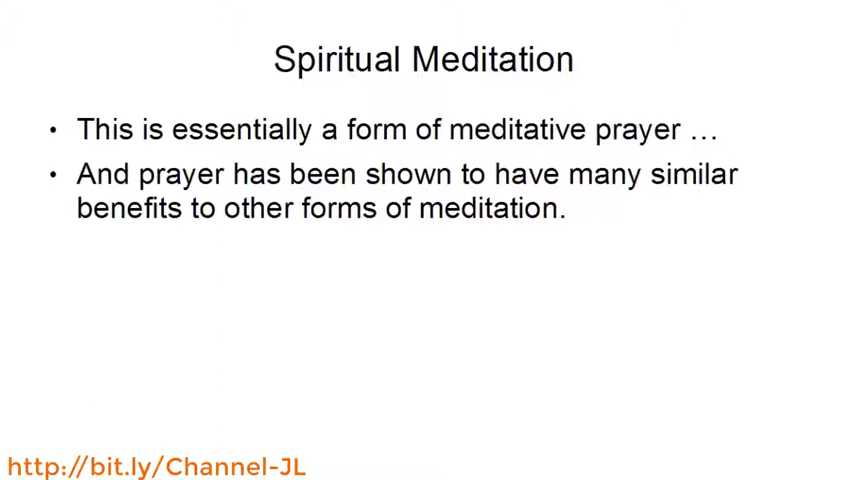 Spiritual Meditation
• This is essentially a form of meditative prayer …
• And prayer has been shown to have many similar
benefits to other forms of meditation.
http://bit.ly/Channel-JL